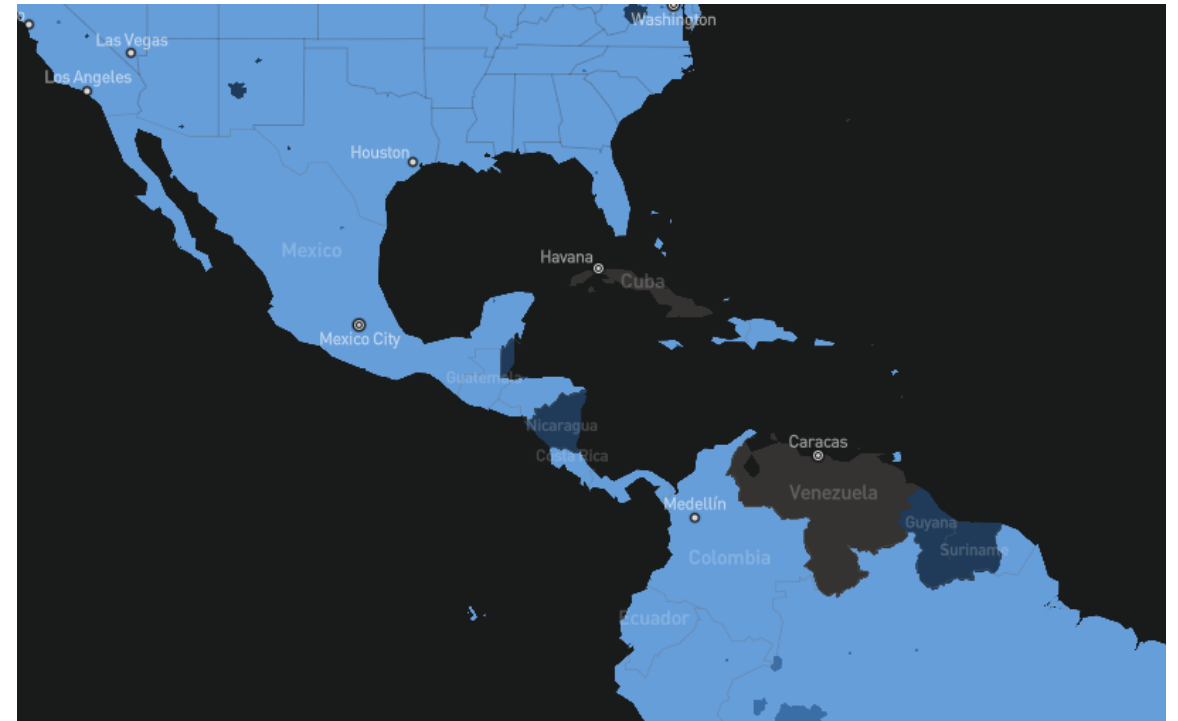 Washington
Las Vegas
Los Angeles
Houston
Mexico
Havana
Cuba
Mexico City
Guatemala
Nicaragua
Costa Rica
Caracas
Venezuela
Medellín
Guyana
Suriname
Colombia
Ecuador